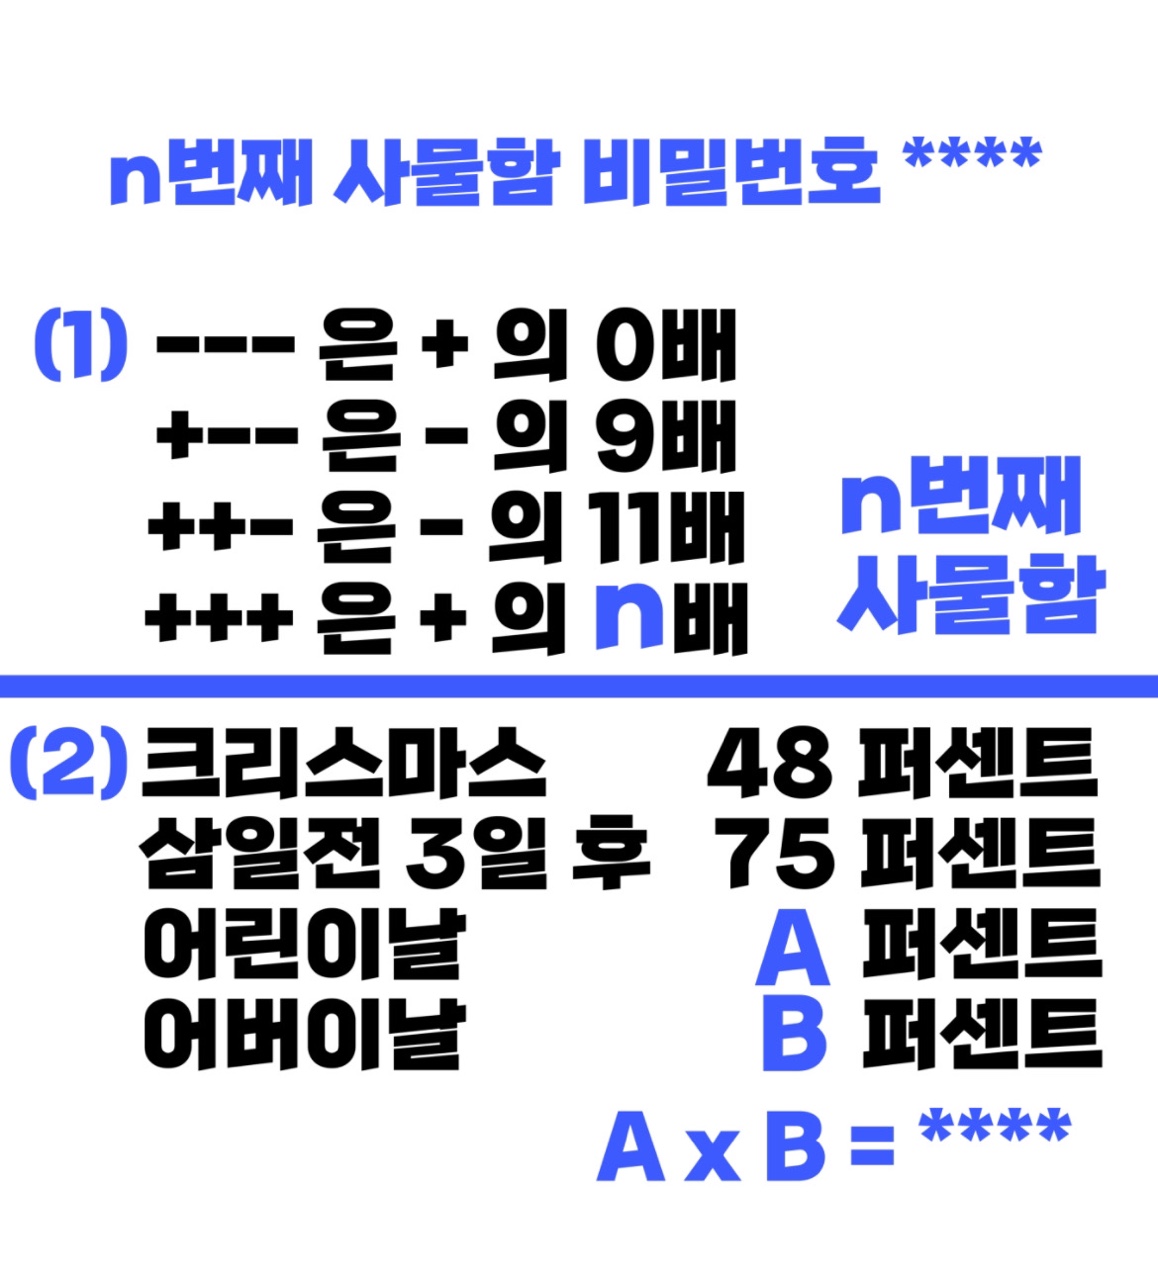 n번째 사물함 비밀번호 ****
(1) --- 은 + 의 0배
+-- 은 - 의 9배
++- 은 - 의 11배
+++ 은 + 의 n배
n번째
사물함
(2) 크리스마스 48 퍼센트
삼일전 3일 후 75 퍼센트
어린이날 A 퍼센트
어버이날 B 퍼센트
A x B = ****